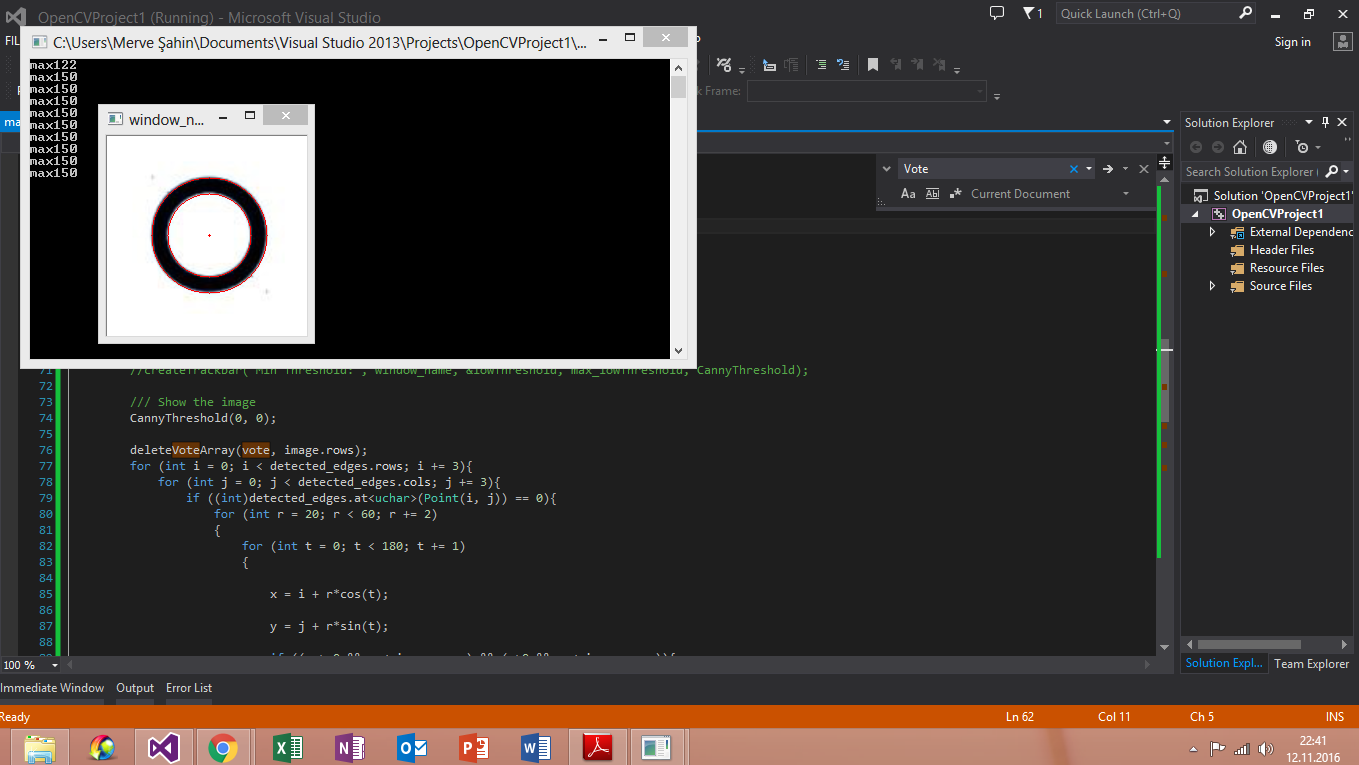 OpenCVProject1 (Running) - Microsoft Visual Studio
1
Quick Launch (Ctrl+Q)
Sign in
C:\Users\Merve Şahin\Documents\Visual Studio 2013\Projects\OpenCVProject1\...
max122
max150
max150
max150
max150
max150
max150
max150
max150
max150
window_n...
Frame:
Vote
Aa Ab Current Document
Solution Explorer
Search Solution Explorer
Solution 'OpenCVProject1'
OpenCVProject1
External Dependenc
Header Files
Resource Files
Source Files
71 //createTrackbar( Min Threshold: , window_name, &lowThreshold, max_lowThreshold, CannyThreshold);
72
73 /// Show the image
74 CannyThreshold(0, 0);
75
76 deleteVoteArray(vote, image.rows);
77 for (int i = 0; i < detected_edges.rows; i += 3){
78 for (int j = 0; j < detected_edges.cols; j += 3){
79 if ((int)detected_edges.at<uchar>(Point(i, j)) == 0){
80 for (int r = 20; r < 60; r += 2)
81 {
82 for (int t = 0; t < 180; t += 1)
83 {
84
85 x = i + r*cos(t);
86
87 y = j + r*sin(t);
88
100 %
Solution Expl... Team Explorer
Immediate Window Output Error List
Ready Ln 62 Col 11 Ch 5 INS
22:41
12.11.2016